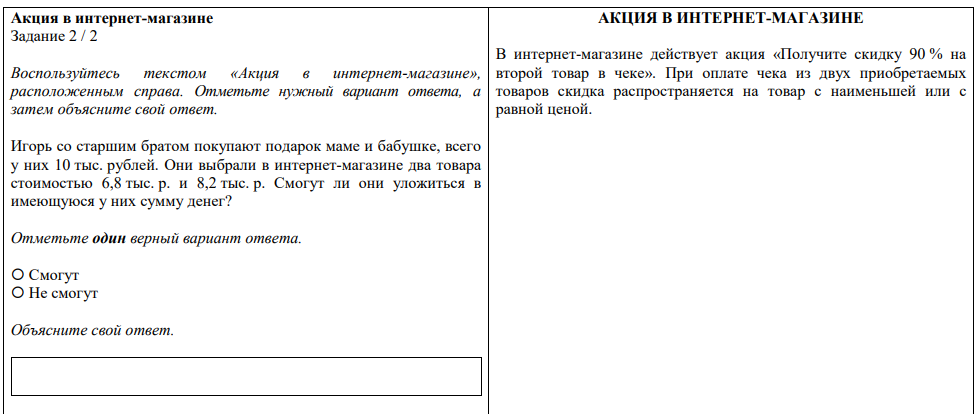 Акция в интернет-магазине
Задание 2 / 2
Воспользуйтесь текстом «Акция в интернет-магазине»,
расположенным справа. Отметьте нужный вариант ответа, а
затем объясните свой ответ.
Игорь со старшим братом покупают подарок маме и бабушке, всего
у них 10 тыс. рублей. Они выбрали в интернет-магазине два товара
стоимостью 6,8 тыс. р. и 8,2 тыс. р. Смогут ли они уложиться в
имеющуюся у них сумму денег?
Отметьте один верный вариант ответа.
Смогут
Не смогут
Объясните свой ответ.
АКЦИЯ В ИНТЕРНЕТ-МАГАЗИНЕ
В интернет-магазине действует акция «Получите скидку 90 % на
второй товар в чеке». При оплате чека из двух приобретаемых
товаров скидка распространяется на товар с наименьшей или с
равной ценой.